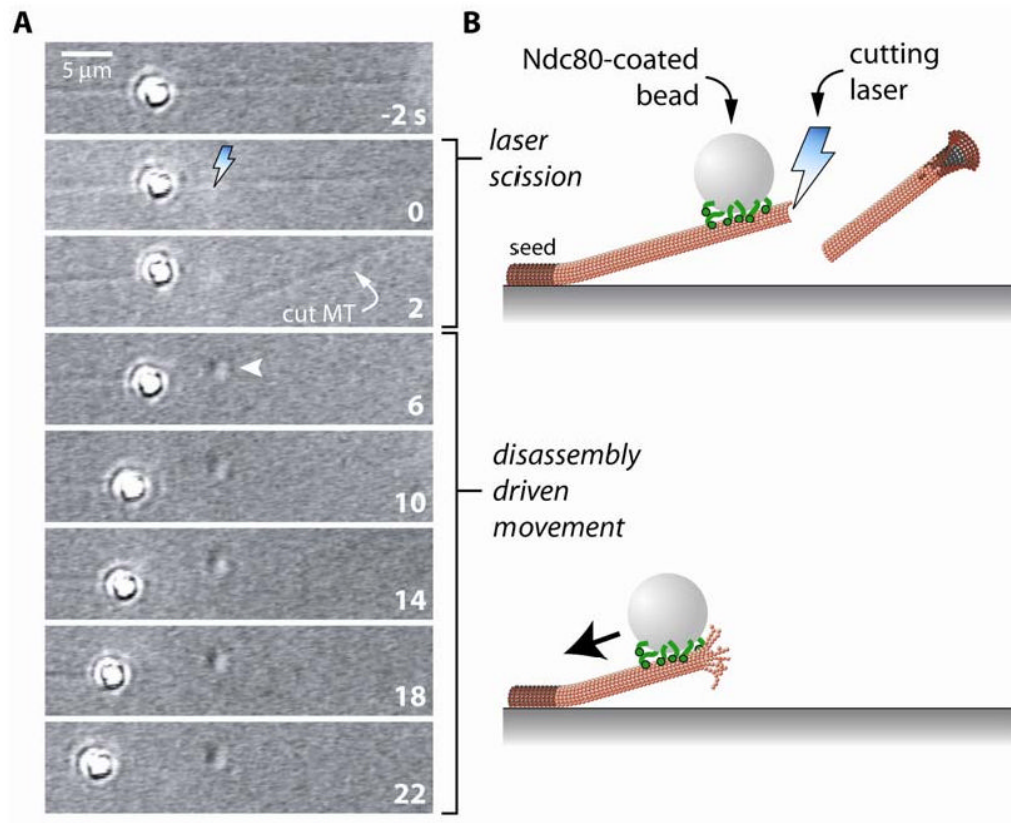 A
5 μm
-2 s
0
2
cut MT
6
10
14
18
22
laser
scission
disassembly
driven
movement
B
Ndc80-coated
bead
cutting
laser
seed